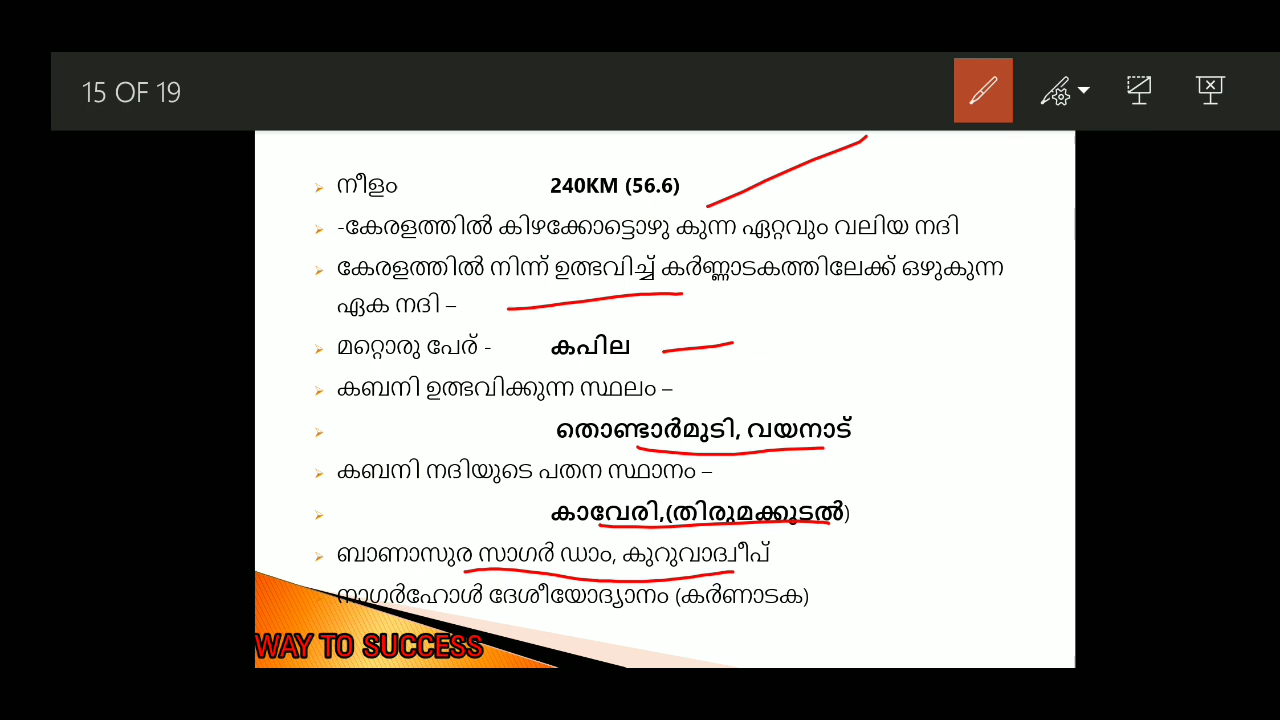 15 OF 19
നീളം 240KM (56.6)
-കേരളത്തിൽ കിഴക്കോട്ടൊഴു കുന്ന ഏറ്റവും വലിയ നദി
കേരളത്തിൽ നിന്ന് ഉത്ഭവിച്ച് കർണ്ണാടകത്തിലേക്ക് ഒഴുകുന്ന
ഏക നദി –
മറ്റൊരു പേര് - കപില
കബനി ഉത്ഭവിക്കുന്ന സ്ഥലം –
തൊണ്ടാർമുടി, വയനാട്
കബനി നദിയുടെ പതന സ്ഥാനം –
കാവേരി,(തിരുമക്കൂടൽ)
ബാണാസുര സാഗർ ഡാം, കുറുവാദ്വീപ്
നാഗർഹോൾ ദേശീയോദ്യാനം (കർണാടക)
WAY TO SUCCESS